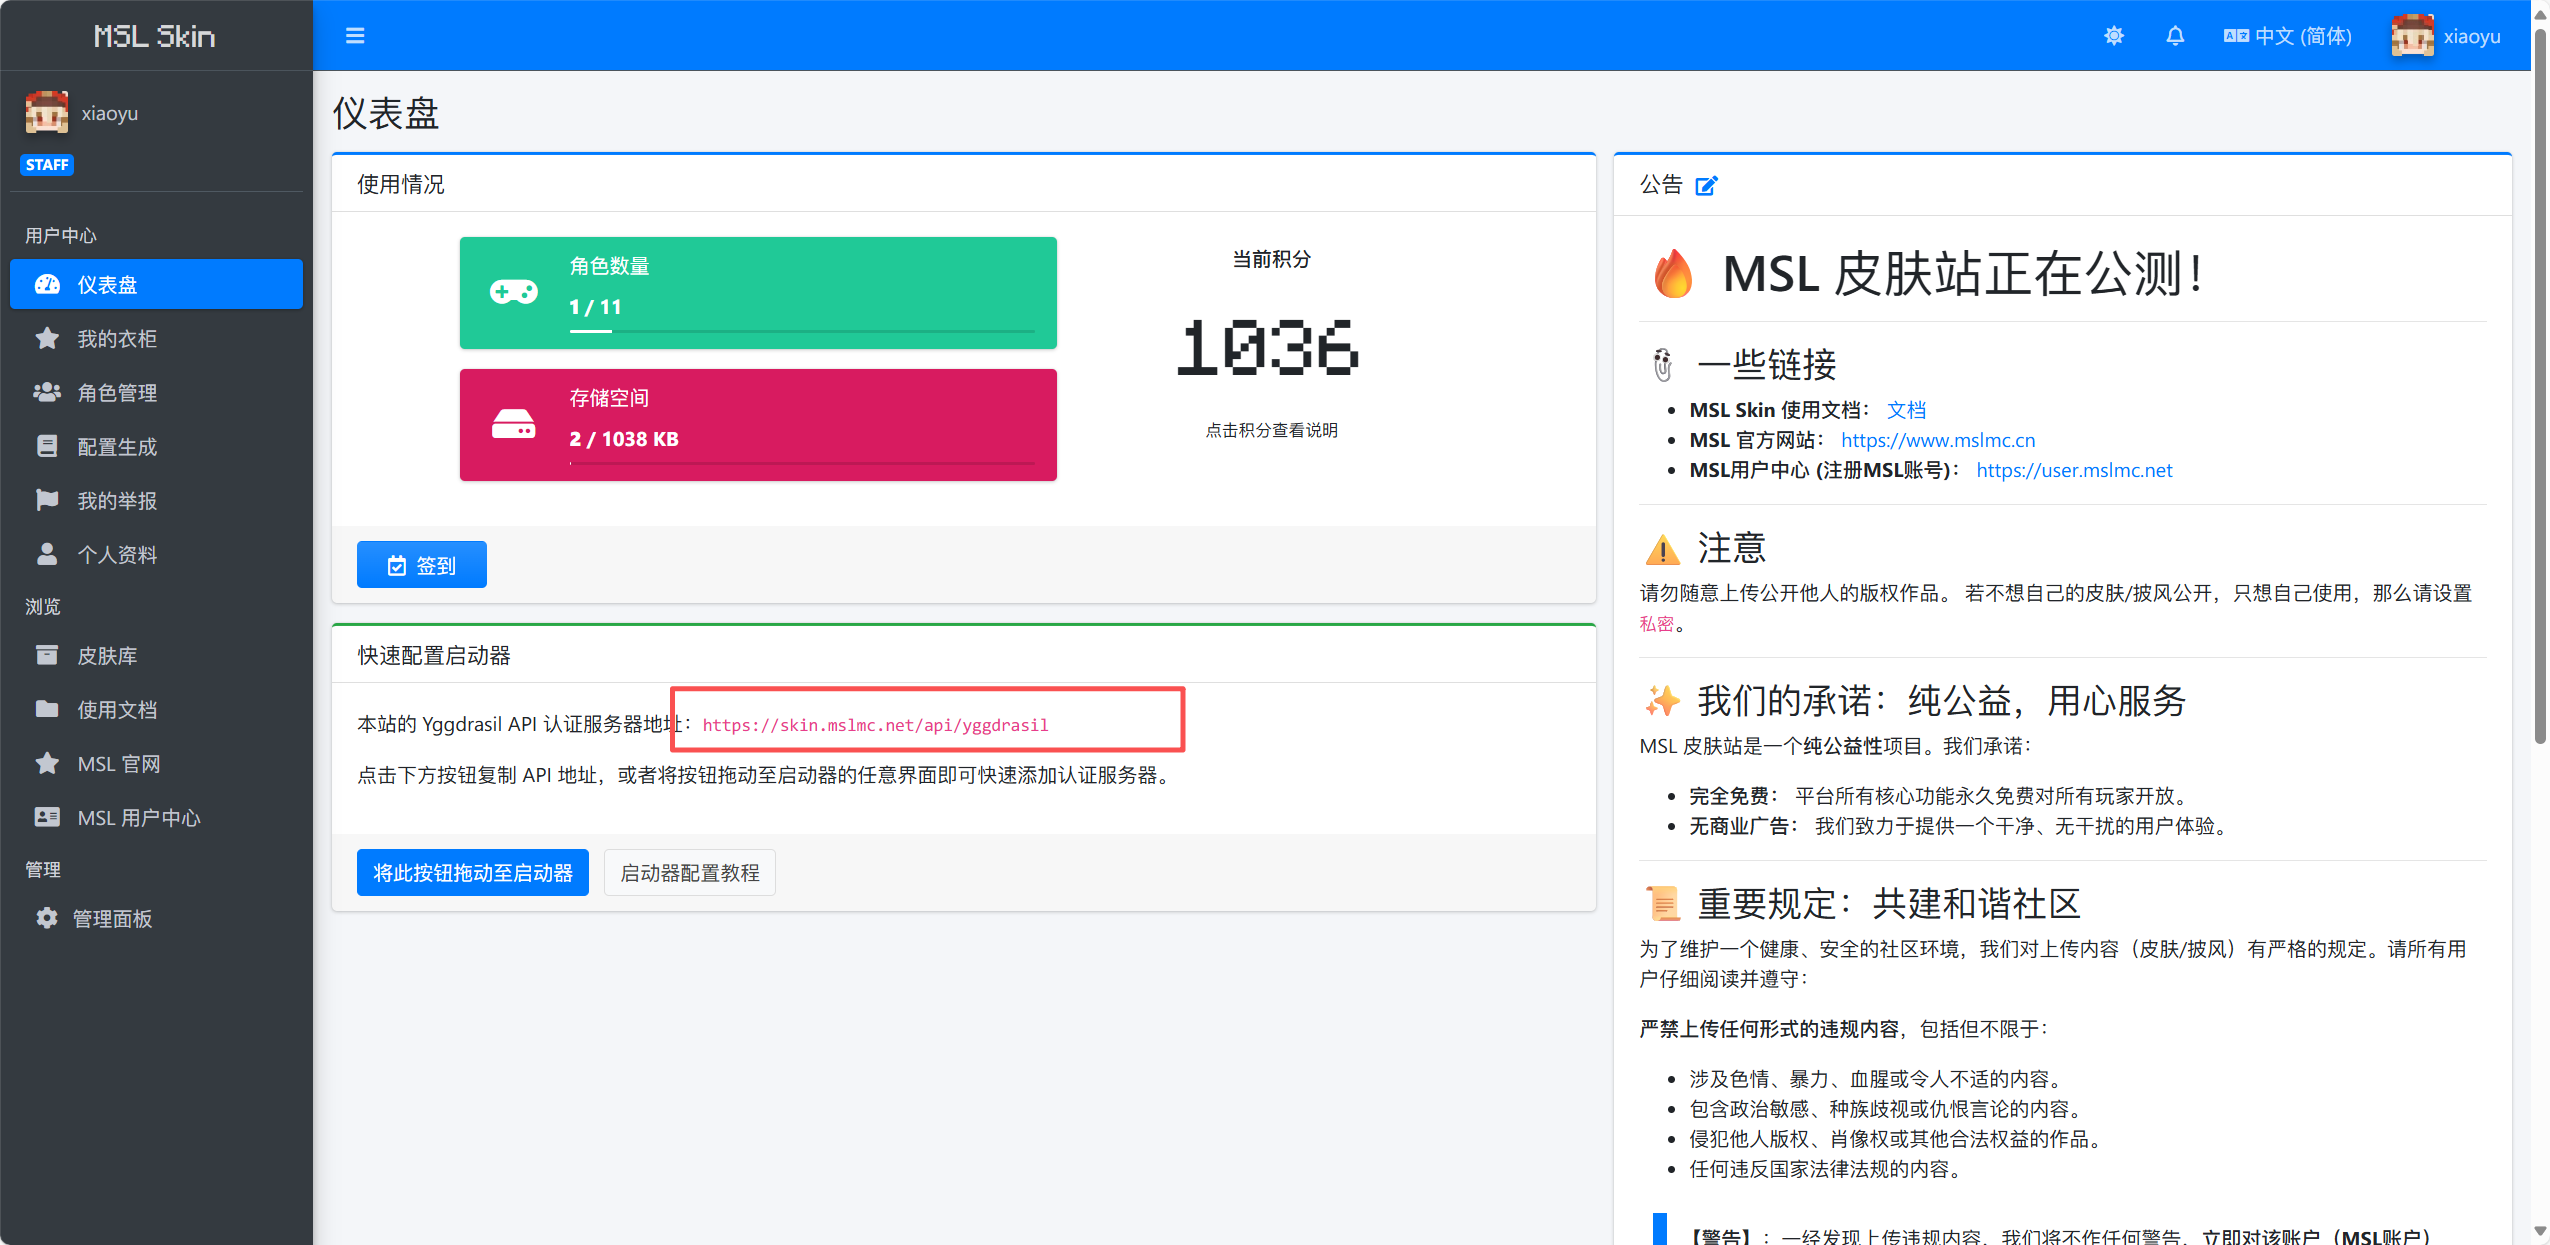 MSL Skin
中文 (简体)
xiaoyu
xiaoyu
STAFF
用户中心
仪表盘
我的衣柜
角色管理
配置生成
我的举报
个人资料
浏览
皮肤库
使用文档
MSL 官网
MSL 用户中心
管理
管理面板
仪表盘
使用情况
角色数量
1 / 11
存储空间
2 / 1038 KB
当前积分
1036
点击积分查看说明
签到
快速配置启动器
本站的 Yggdrasil API 认证服务器地址：https://skin.mslmc.net/api/yggdrasil
点击下方按钮复制 API 地址，或者将按钮拖动至启动器的任意界面即可快速添加认证服务器。
将此按钮拖动至启动器
启动器配置教程
公告
🔥 MSL 皮肤站正在公测！
一些链接
MSL Skin 使用文档： 文档
MSL 官方网站： https://www.mslmc.cn
MSL用户中心 (注册MSL账号)： https://user.mslmc.net
⚠️ 注意
请勿随意上传公开他人的版权作品。 若不想自己的皮肤/披风公开，只想自己使用，那么请设置
私密。
✨ 我们的承诺：纯公益，用心服务
MSL 皮肤站是一个纯公益性项目。我们承诺：
完全免费： 平台所有核心功能永久免费对所有玩家开放。
无商业广告： 我们致力于提供一个干净、无干扰的用户体验。
📜 重要规定：共建和谐社区
为了维护一个健康、安全的社区环境，我们对上传内容（皮肤/披风）有严格的规定。请所有用
户仔细阅读并遵守：
严禁上传任何形式的违规内容，包括但不限于：
涉及色情、暴力、血腥或令人不适的内容。
包含政治敏感、种族歧视或仇恨言论的内容。
侵犯他人版权、肖像权或其他合法权益的作品。
任何违反国家法律法规的内容。
【警告】：一经发现上传违规内容，我们将不作任何警告，立即对该账户（MSL账户）